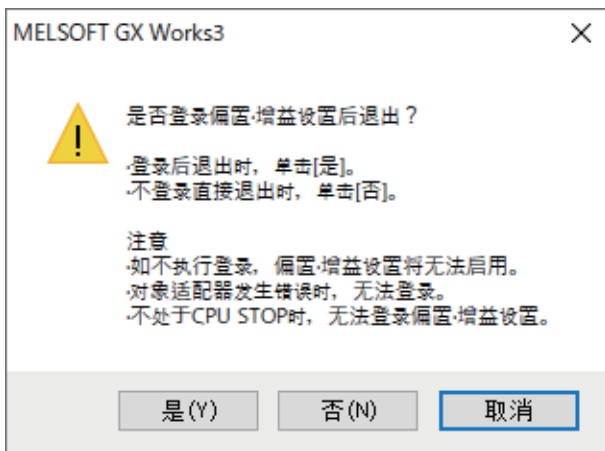 MELSOFT GX Works3
是否登录偏置·增益设置后退出？
·登录后退出时，单击[是]。
·不登录直接退出时，单击[否]。
注意
·如不执行登录，偏置·增益设置将无法启用。
·对象适配器发生错误时，无法登录。
·不处于CPU STOP时，无法登录偏置·增益设置。
是(Y)
否(N)
取消